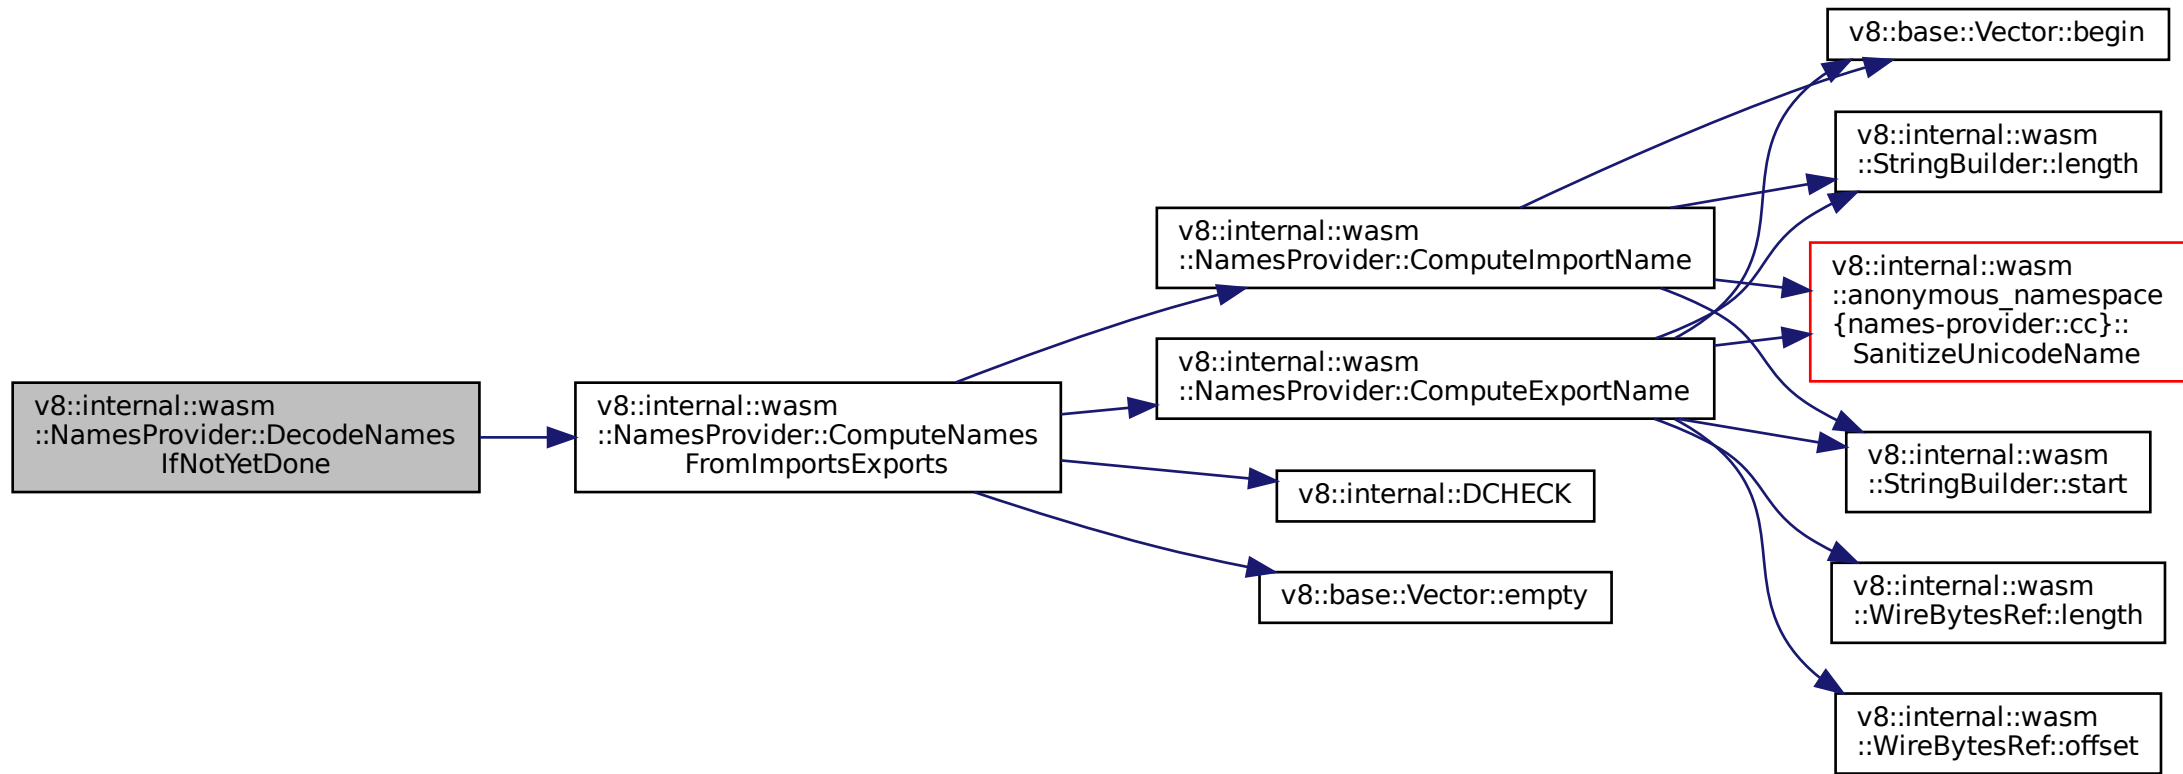 v8::internal::wasm
::NamesProvider::DecodeNames
IfNotYetDone
v8::internal::wasm
::NamesProvider::ComputeNames
FromImportsExports
v8::internal::wasm
::NamesProvider::ComputeImportName
v8::internal::wasm
::NamesProvider::ComputeExportName
v8::internal::DCHECK
v8::base::Vector::empty
v8::base::Vector::begin
v8::internal::wasm
::StringBuilder::length
v8::internal::wasm
::anonymous_namespace
{names-provider::cc}::
SanitizeUnicodeName
v8::internal::wasm
::StringBuilder::start
v8::internal::wasm
::WireBytesRef::length
v8::internal::wasm
::WireBytesRef::offset